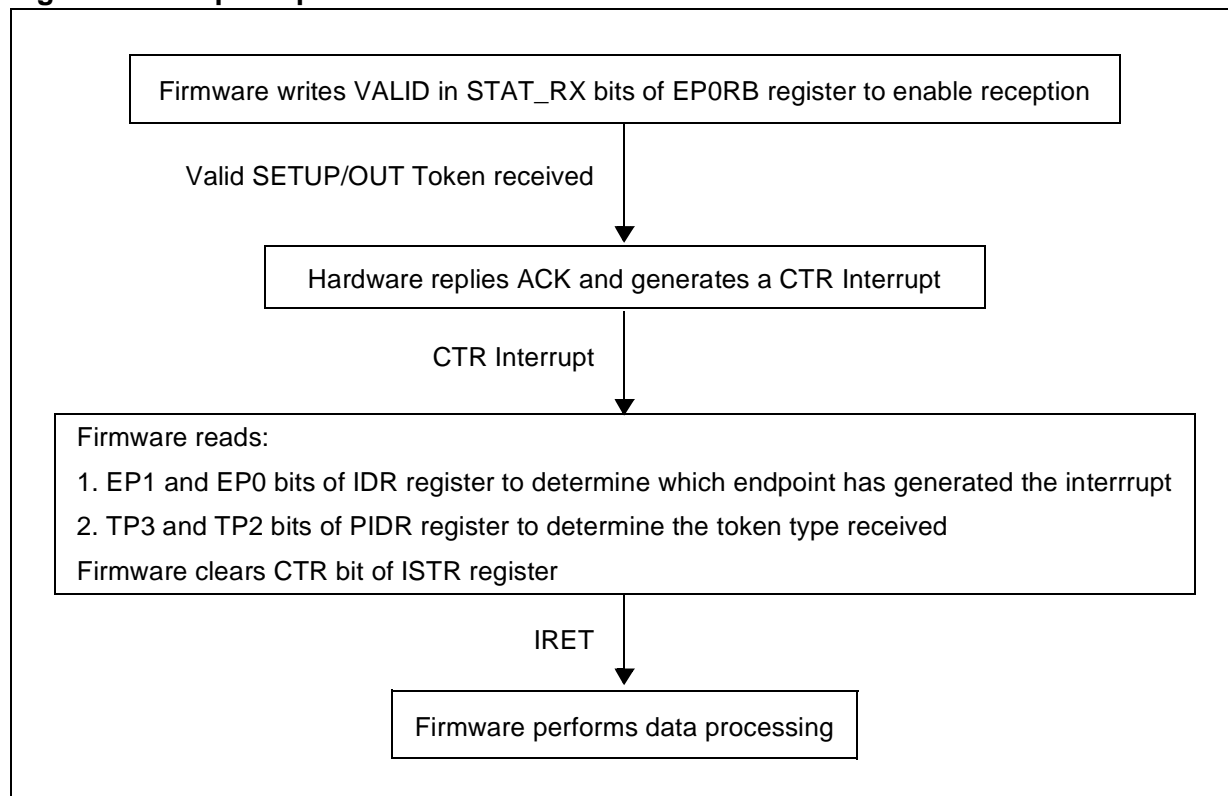 Firmware writes VALID in STAT_RX bits of EP0RB register to enable reception
Valid SETUP/OUT Token received
Hardware replies ACK and generates a CTR Interrupt
CTR Interrupt
Firmware reads:
1. EP1 and EP0 bits of IDR register to determine which endpoint has generated the interrrupt
2. TP3 and TP2 bits of PIDR register to determine the token type received
Firmware clears CTR bit of ISTR register
IRET
Firmware performs data processing